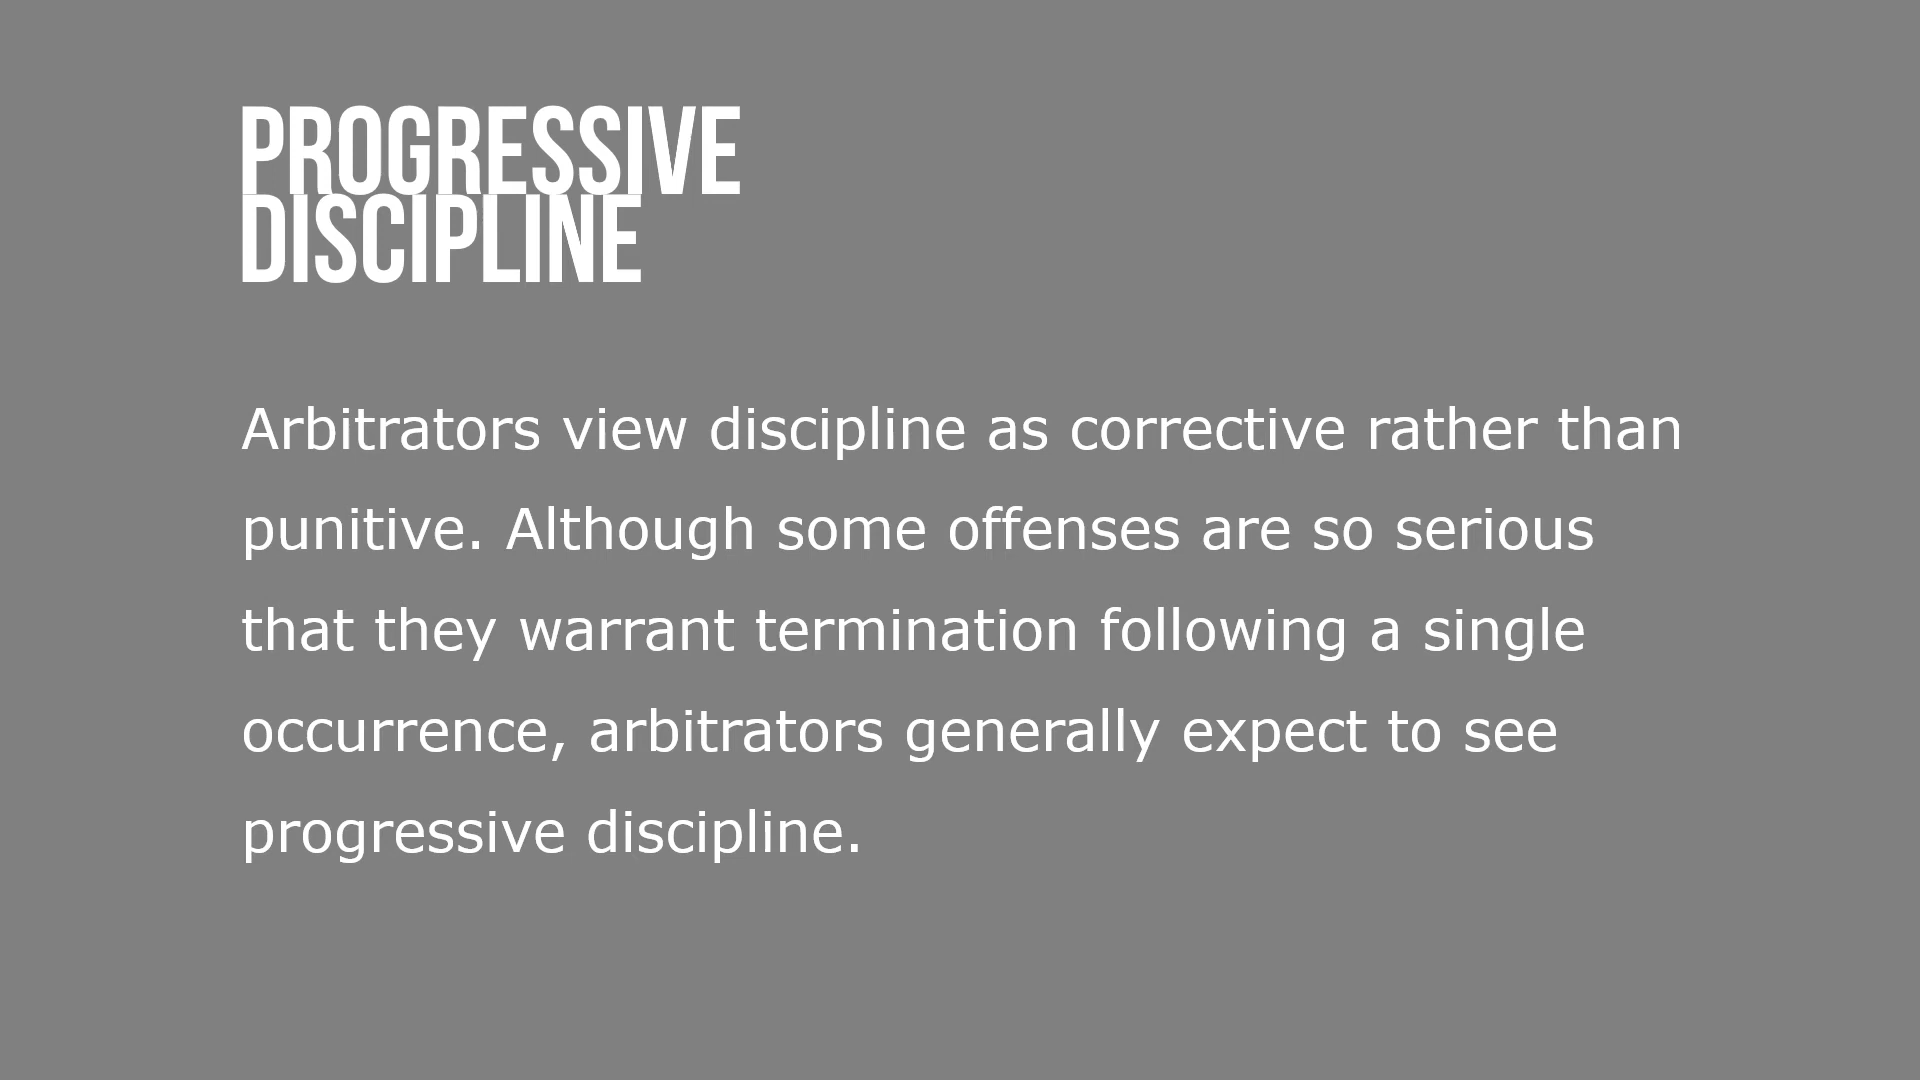 PROGRESSIVE
DISCIPLINE
Arbitrators view discipline as corrective rather than
punitive. Although some offenses are so serious
that they warrant termination following a single
occurrence, arbitrators generally expect to see
progressive discipline.